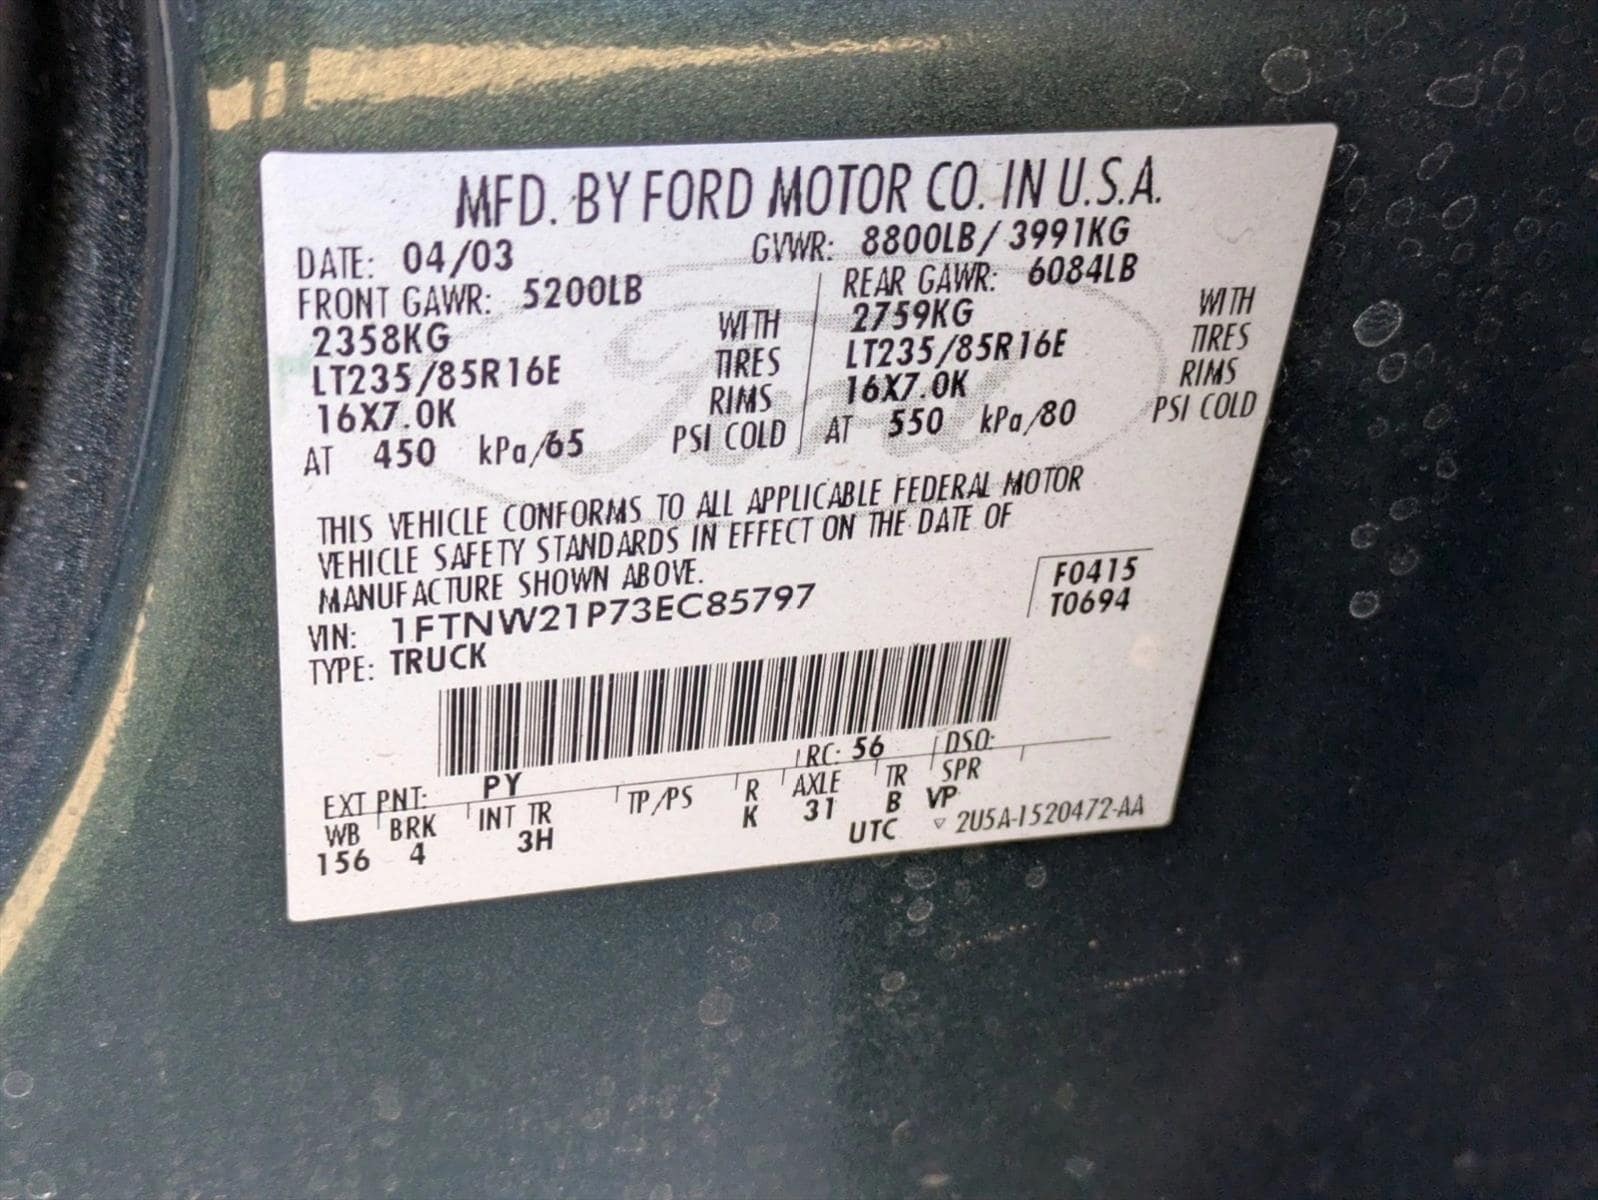 MFD. BY FORD MOTOR CO. IN U.S.A.
DATE: 04/03 GVWR: 8800LB / 3991KG
FRONT GAWR: 5200LB REAR GAWR: 6084LB
2358KG WITH 2759KG WITH
LT235/85R16E TIRES LT235/85R16E TIRES
16X7.0K RIMS 16X7.0K RIMS
AT 450 kPa/65 PSI COLD AT 550 kPa/80 PSI COLD
THIS VEHICLE CONFORMS TO ALL APPLICABLE FEDERAL MOTOR
VEHICLE SAFETY STANDARDS IN EFFECT ON THE DATE OF
MANUFACTURE SHOWN ABOVE.
F0415
VIN: 1FTNW21P73EC85797 T0694
TYPE: TRUCK
EXT PNT: PY RC: 56 DSO:
WB BRK INT TR TP/PS R AXLE TR SPR
156 4 3H K 31 B VP
UTC ▽ 2U5A-1520472-AA
Ford